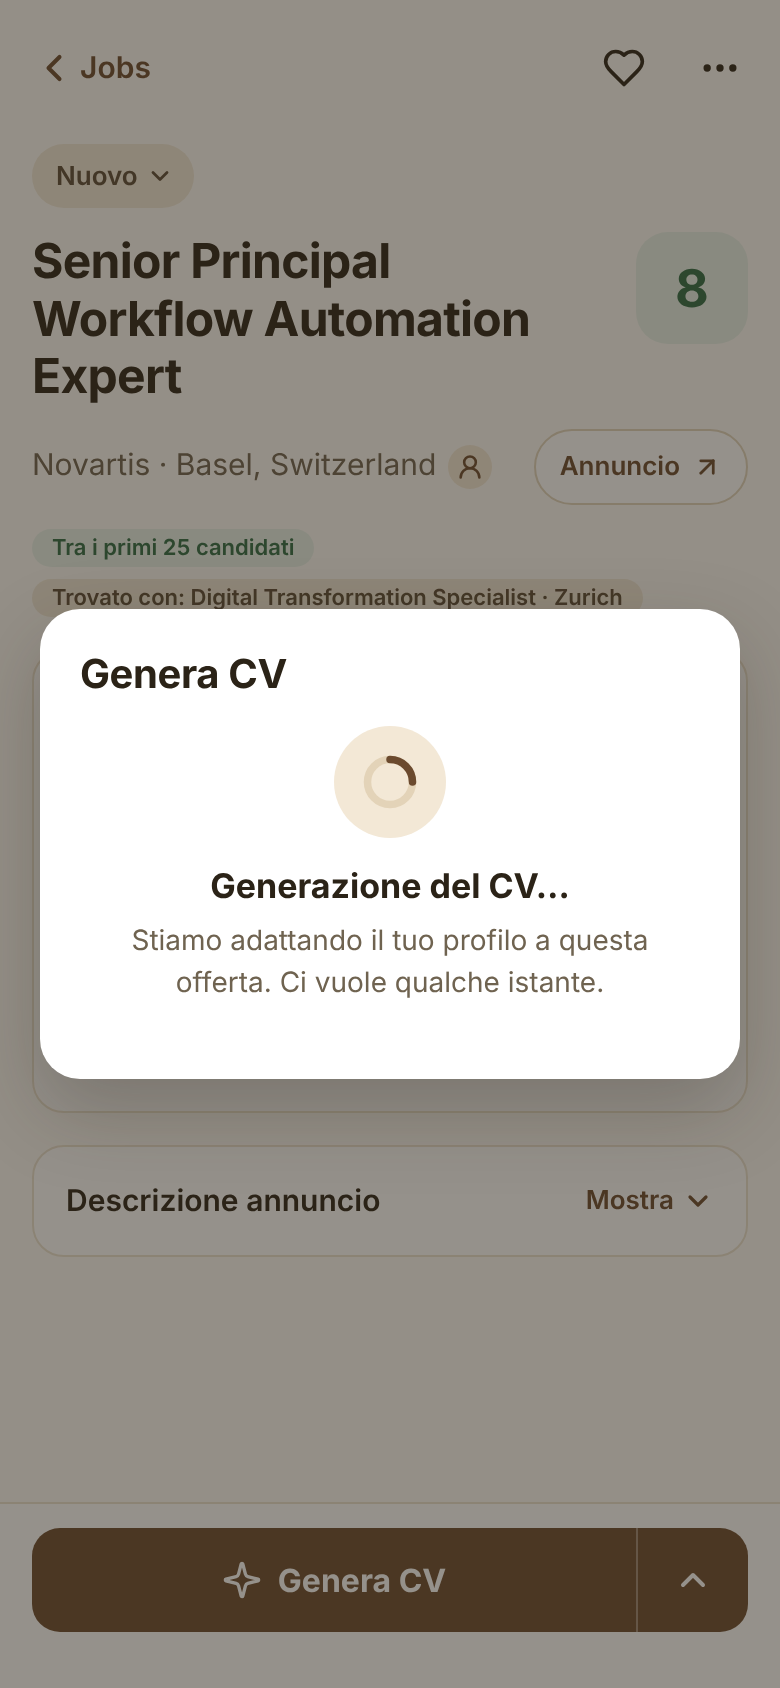 Jobs
Nuovo
Senior Principal
Workflow Automation
Expert
8
Novartis · Basel, Switzerland
Annuncio
Tra i primi 25 candidati
Trovato con: Digital Transformation Specialist · Zurich
Genera CV
Generazione del CV...
Stiamo adattando il tuo profilo a questa
offerta. Ci vuole qualche istante.
Descrizione annuncio
Mostra
Genera CV